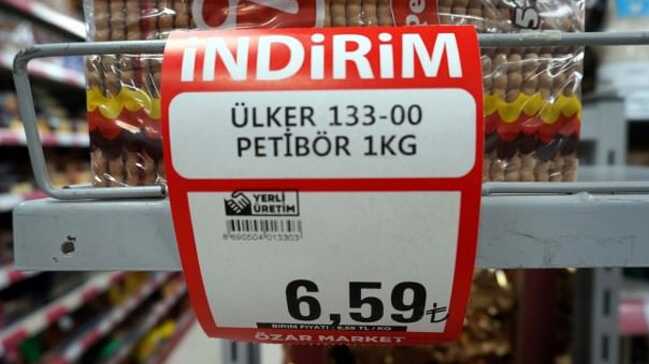 İNDİRİM
ÜLKER 133-00
PETİBÖR 1KG
YERLİ
ÜRETİM
8690504013303
6,59₺
BİRİM FİYATI : 6,59 TL / KG
ÖZAR MARKET